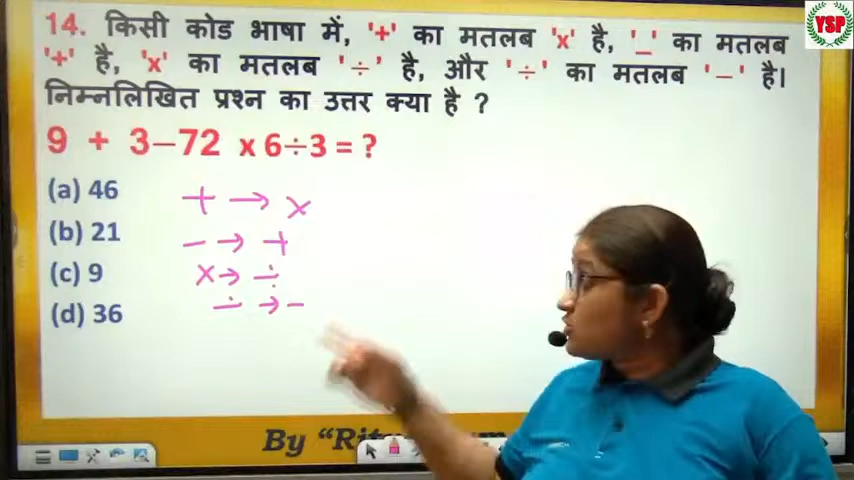 14. किसी कोड भाषा में, '+' का मतलब 'x' है, '_' का मतलब
'+' है, 'x' का मतलब '÷' है, और '÷' का मतलब '−' है।
निम्नलिखित प्रश्न का उत्तर क्या है ?
9 + 3−72 x 6÷3 = ?
(a) 46
(b) 21
(c) 9
(d) 36
+ → ×
− → +
× → ÷
÷ → −
YSP
By “Rit